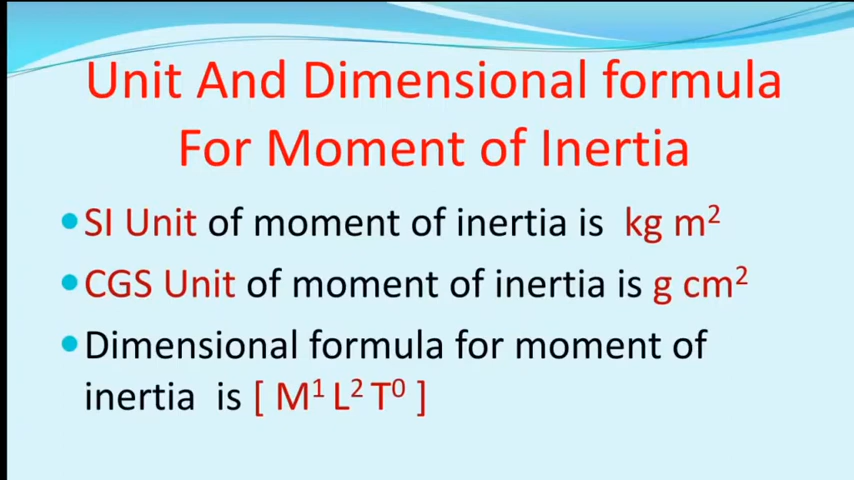 Unit And Dimensional formula
For Moment of Inertia
•SI Unit of moment of inertia is kg m²
•CGS Unit of moment of inertia is g cm²
•Dimensional formula for moment of
inertia is [ M¹ L² T⁰ ]